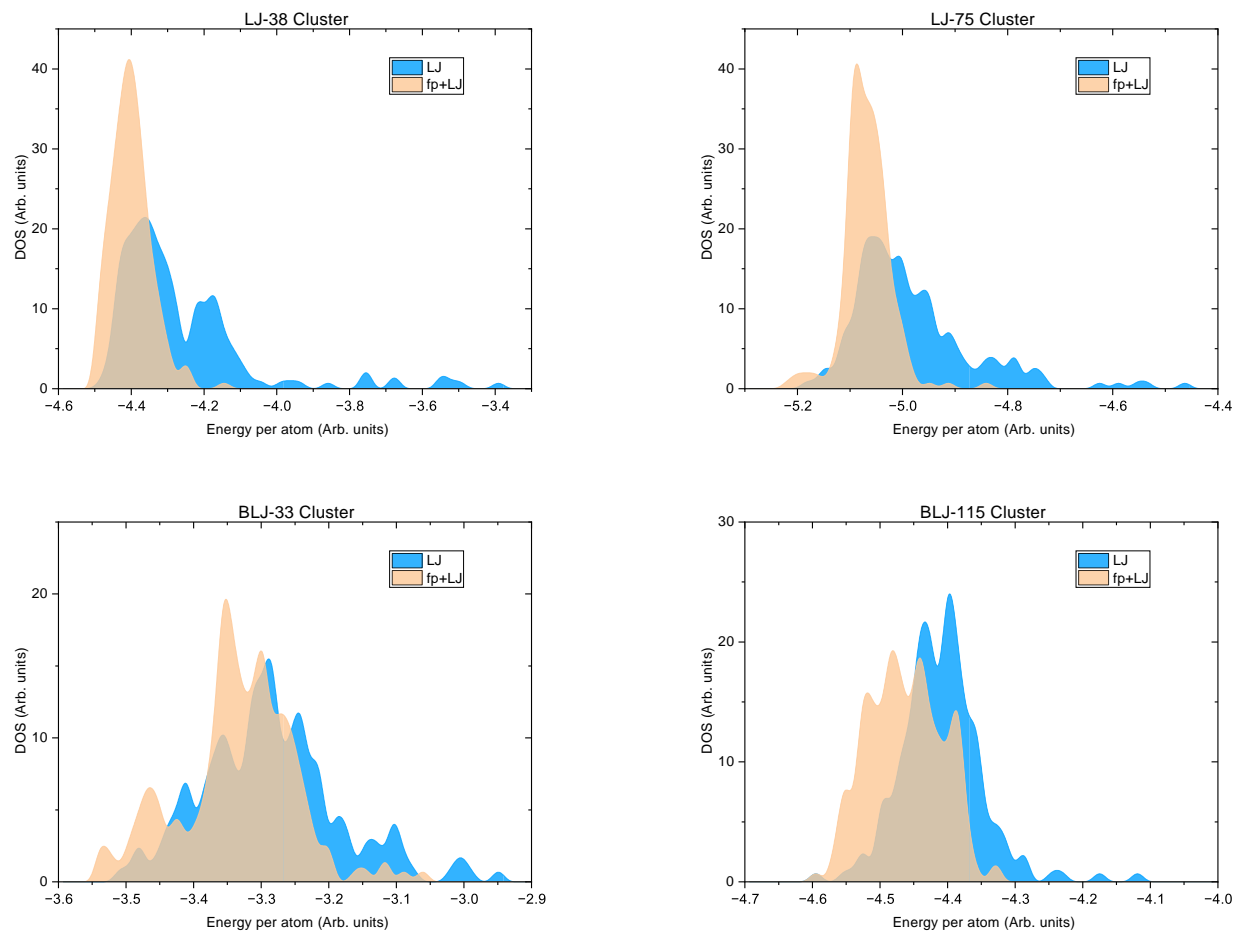 LJ-38 Cluster
LJ
fp+LJ
DOS (Arb. units)
40
30
20
10
0
−4.6 −4.4 −4.2 −4.0 −3.8 −3.6 −3.4
Energy per atom (Arb. units)
LJ-75 Cluster
LJ
fp+LJ
DOS (Arb. units)
40
30
20
10
0
−5.2 −5.0 −4.8 −4.6 −4.4
Energy per atom (Arb. units)
BLJ-33 Cluster
LJ
fp+LJ
DOS (Arb. units)
20
10
0
−3.6 −3.5 −3.4 −3.3 −3.2 −3.1 −3.0 −2.9
Energy per atom (Arb. units)
BLJ-115 Cluster
LJ
fp+LJ
DOS (Arb. units)
30
20
10
0
−4.7 −4.6 −4.5 −4.4 −4.3 −4.2 −4.1 −4.0
Energy per atom (Arb. units)